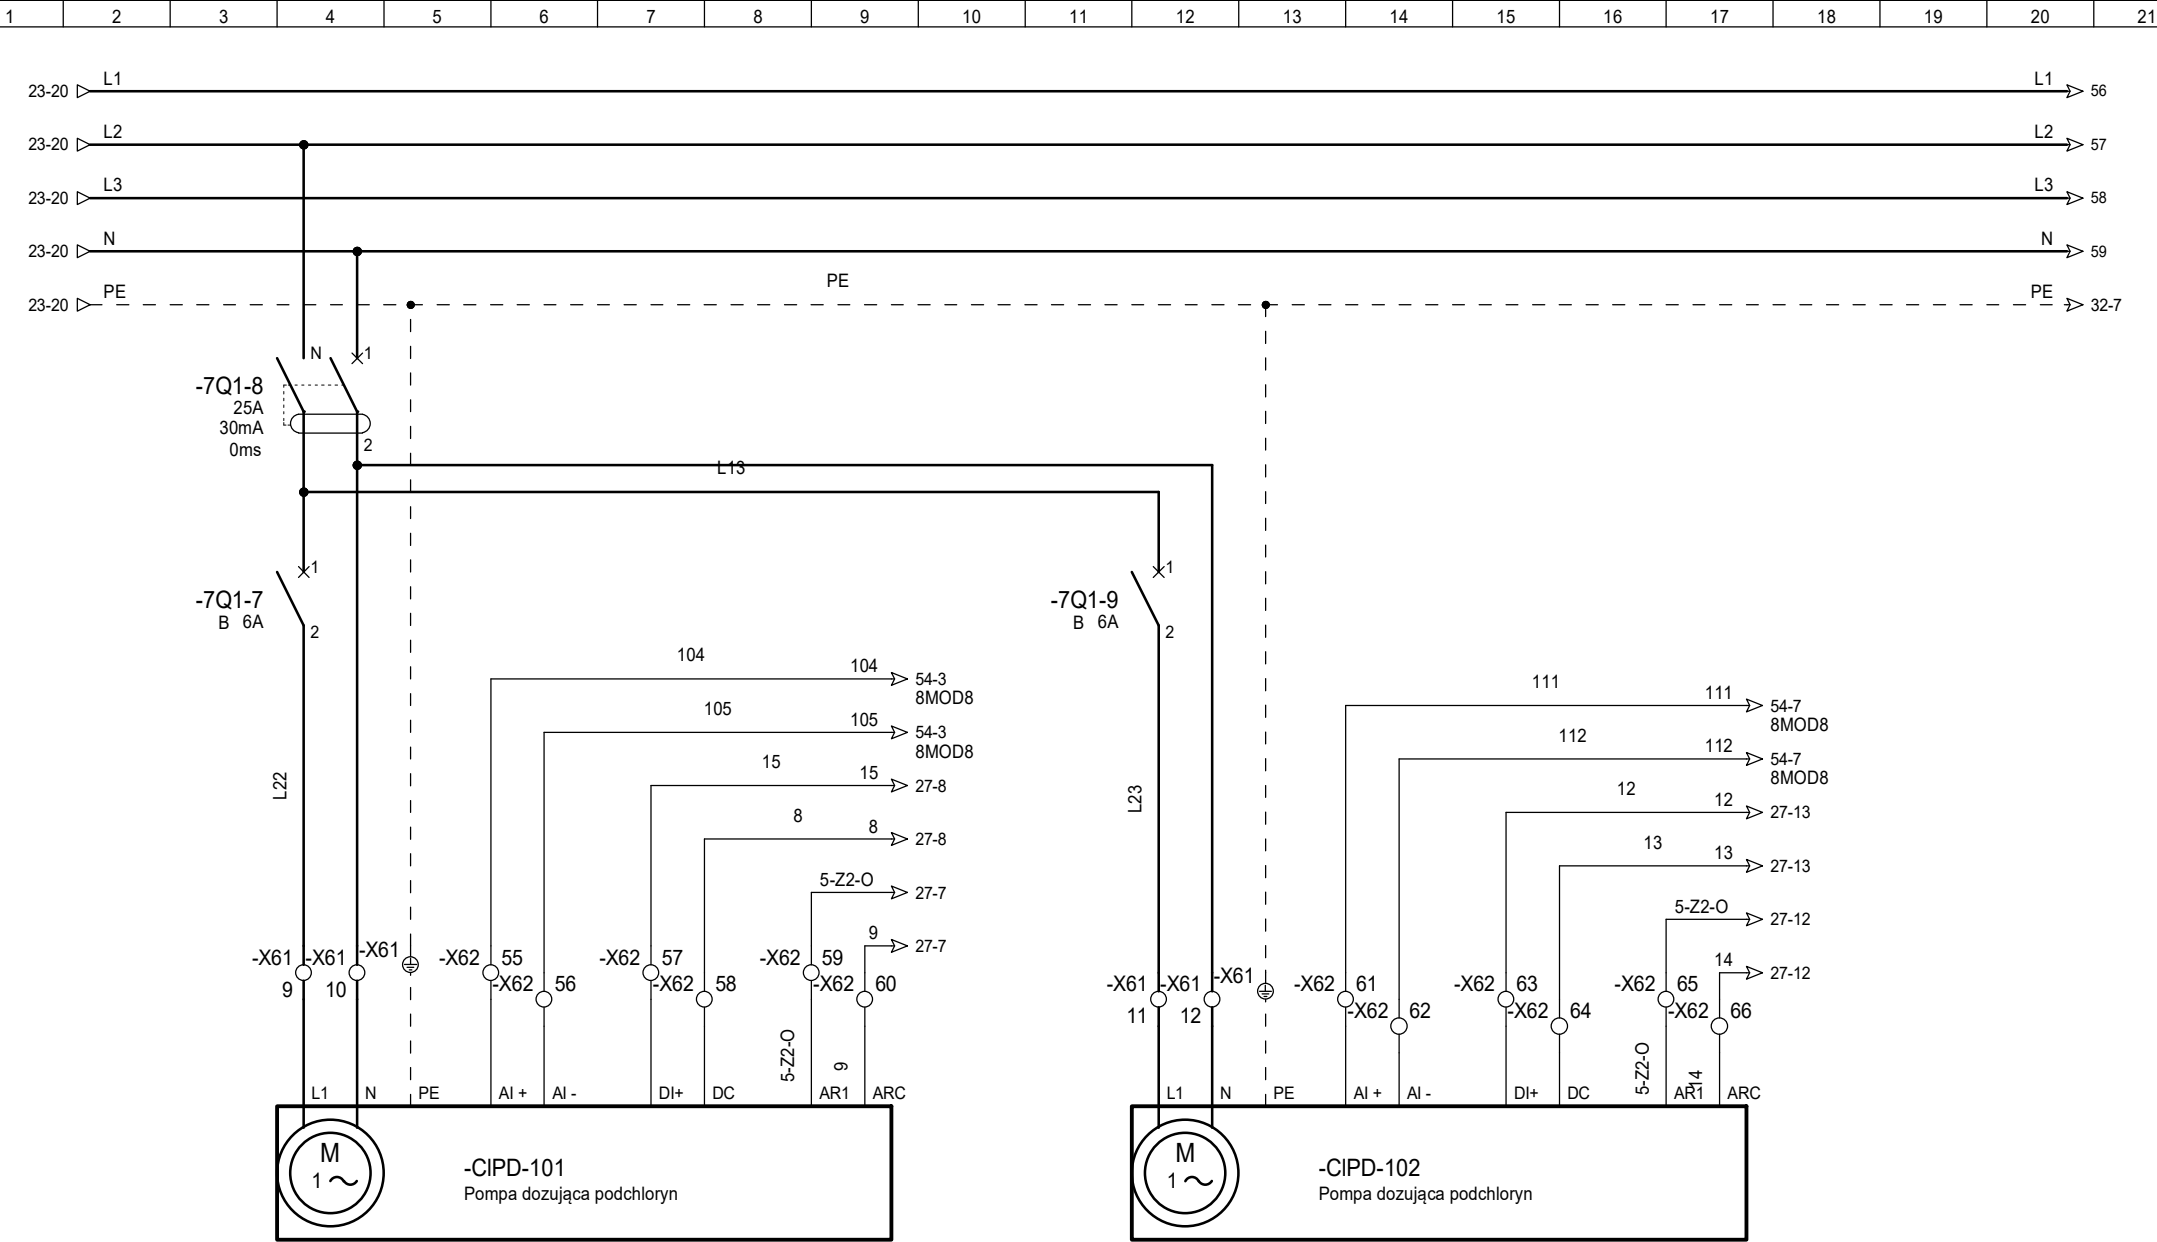 1 2 3 4 5 6 7 8 9 10 11 12 13 14 15 16 17 18 19 20 21
23-20 L1 L1 56
23-20 L2 L2 57
23-20 L3 L3 58
23-20 N N 59
PE
23-20 PE PE 32-7
N 1
-7Q1-8
25A
30mA
0ms
2
L13
1
-7Q1-7
B 6A
2
1
-7Q1-9
B 6A
2
104
104 54-3
8MOD8
105
105 54-3
8MOD8
15
15 27-8
8
8 27-8
5-Z2-O 27-7
9 27-7
L22
111
111 54-7
8MOD8
112
112 54-7
8MOD8
12
12 27-13
13
13 27-13
5-Z2-O 27-12
14 27-12
L23
-X61 -X61 -X61 -X62 55 -X62 57 -X62 59
9 10 -X62 56 -X62 58 -X62 60
-X61 -X61 -X61 -X62 61 -X62 63 -X62 65
11 12 -X62 62 -X62 64 -X62 66
5-Z2-O 9
5-Z2-O 14
L1 N PE AI + AI - DI+ DC AR1 ARC
L1 N PE AI + AI - DI+ DC AR1 ARC
M
1
-CIPD-101
Pompa dozująca podchloryn
M
1
-CIPD-102
Pompa dozująca podchloryn